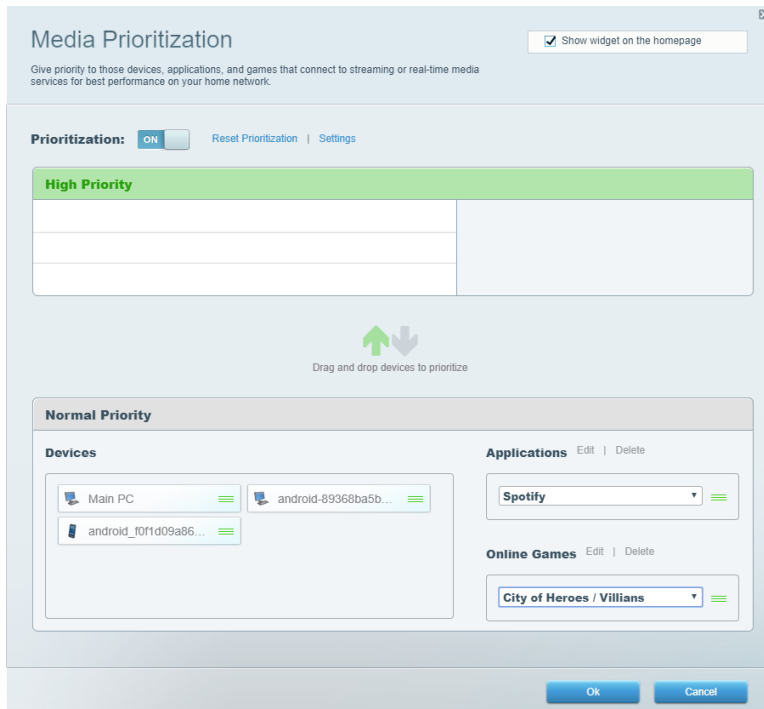 Media Prioritization
Show widget on the homepage
Give priority to those devices, applications, and games that connect to streaming or real-time media
services for best performance on your home network.
Prioritization: ON Reset Prioritization | Settings
High Priority
Drag and drop devices to prioritize
Normal Priority
Devices
Main PC
android-89368ba5b...
android_f0f1d09a86...
Applications Edit | Delete
Spotify
Online Games Edit | Delete
City of Heroes / Villians
Ok
Cancel